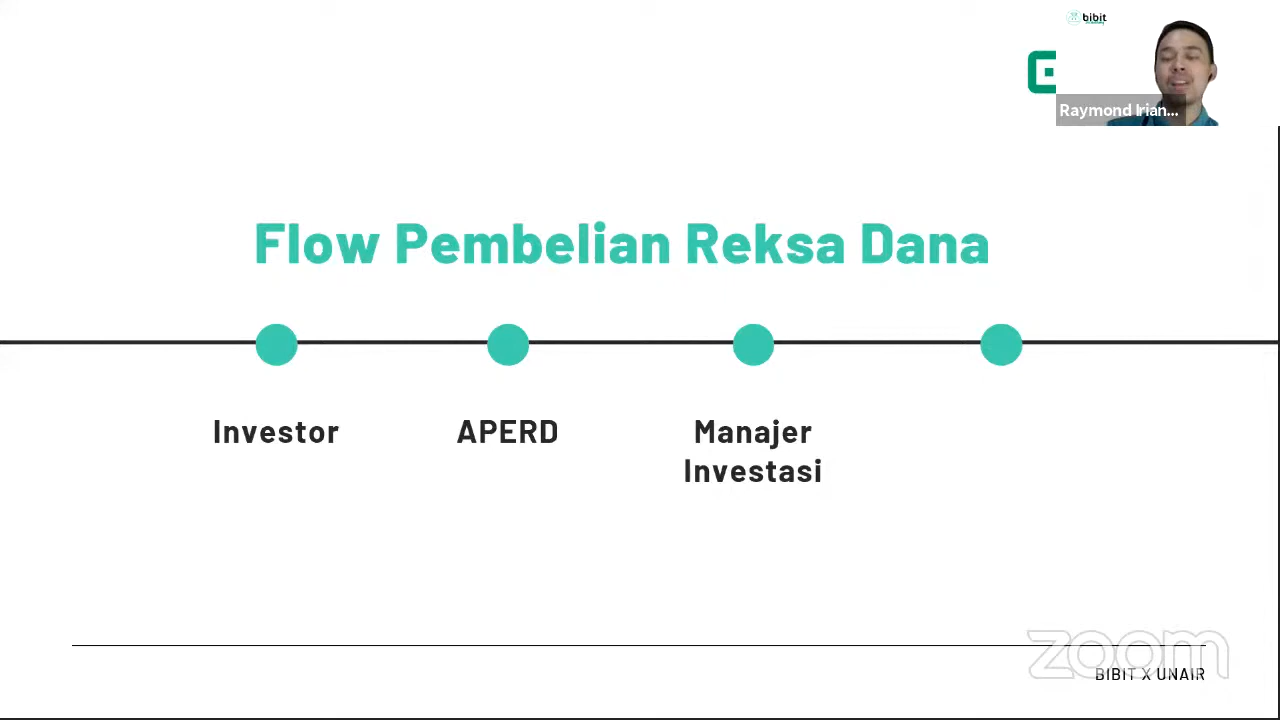 bibit
Raymond Irian...
Flow Pembelian Reksa Dana
Investor
APERD
Manajer
Investasi
zoom
BIBIT X UNAIR